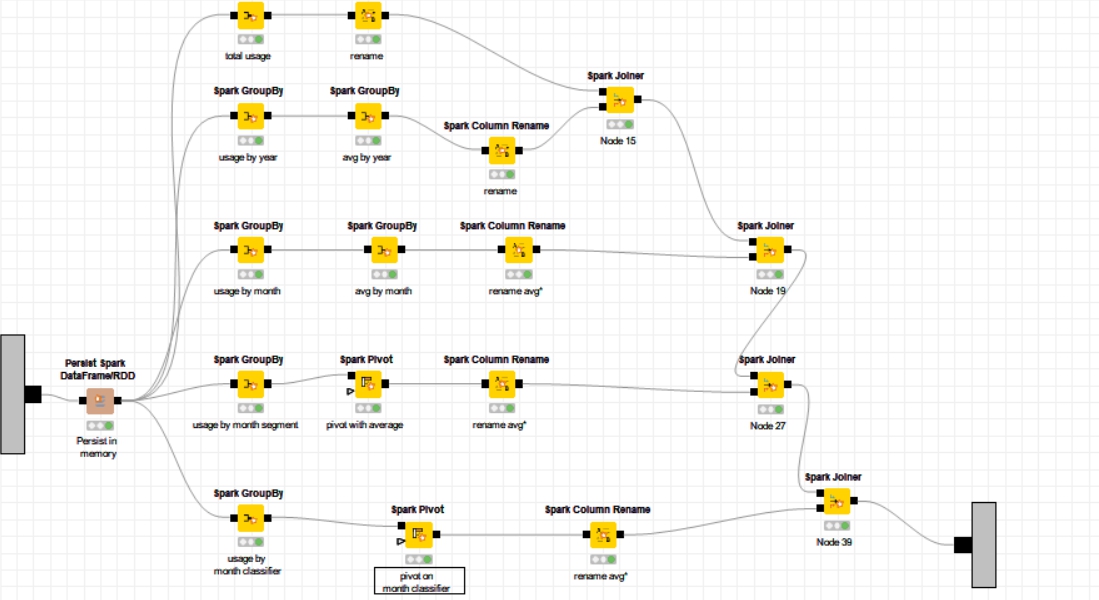 total usage
rename
Spark Joiner
Node 15
Spark GroupBy
usage by year
Spark GroupBy
avg by year
Spark Column Rename
rename
Spark GroupBy
usage by month
Spark GroupBy
avg by month
Spark Column Rename
rename avg*
Spark Joiner
Node 19
Persist Spark
DataFrame/RDD
Persist in
memory
Spark GroupBy
usage by month segment
Spark Pivot
pivot with average
Spark Column Rename
rename avg*
Spark Joiner
Node 27
Spark GroupBy
usage by
month classifier
Spark Pivot
pivot on
month classifier
Spark Column Rename
rename avg*
Spark Joiner
Node 39